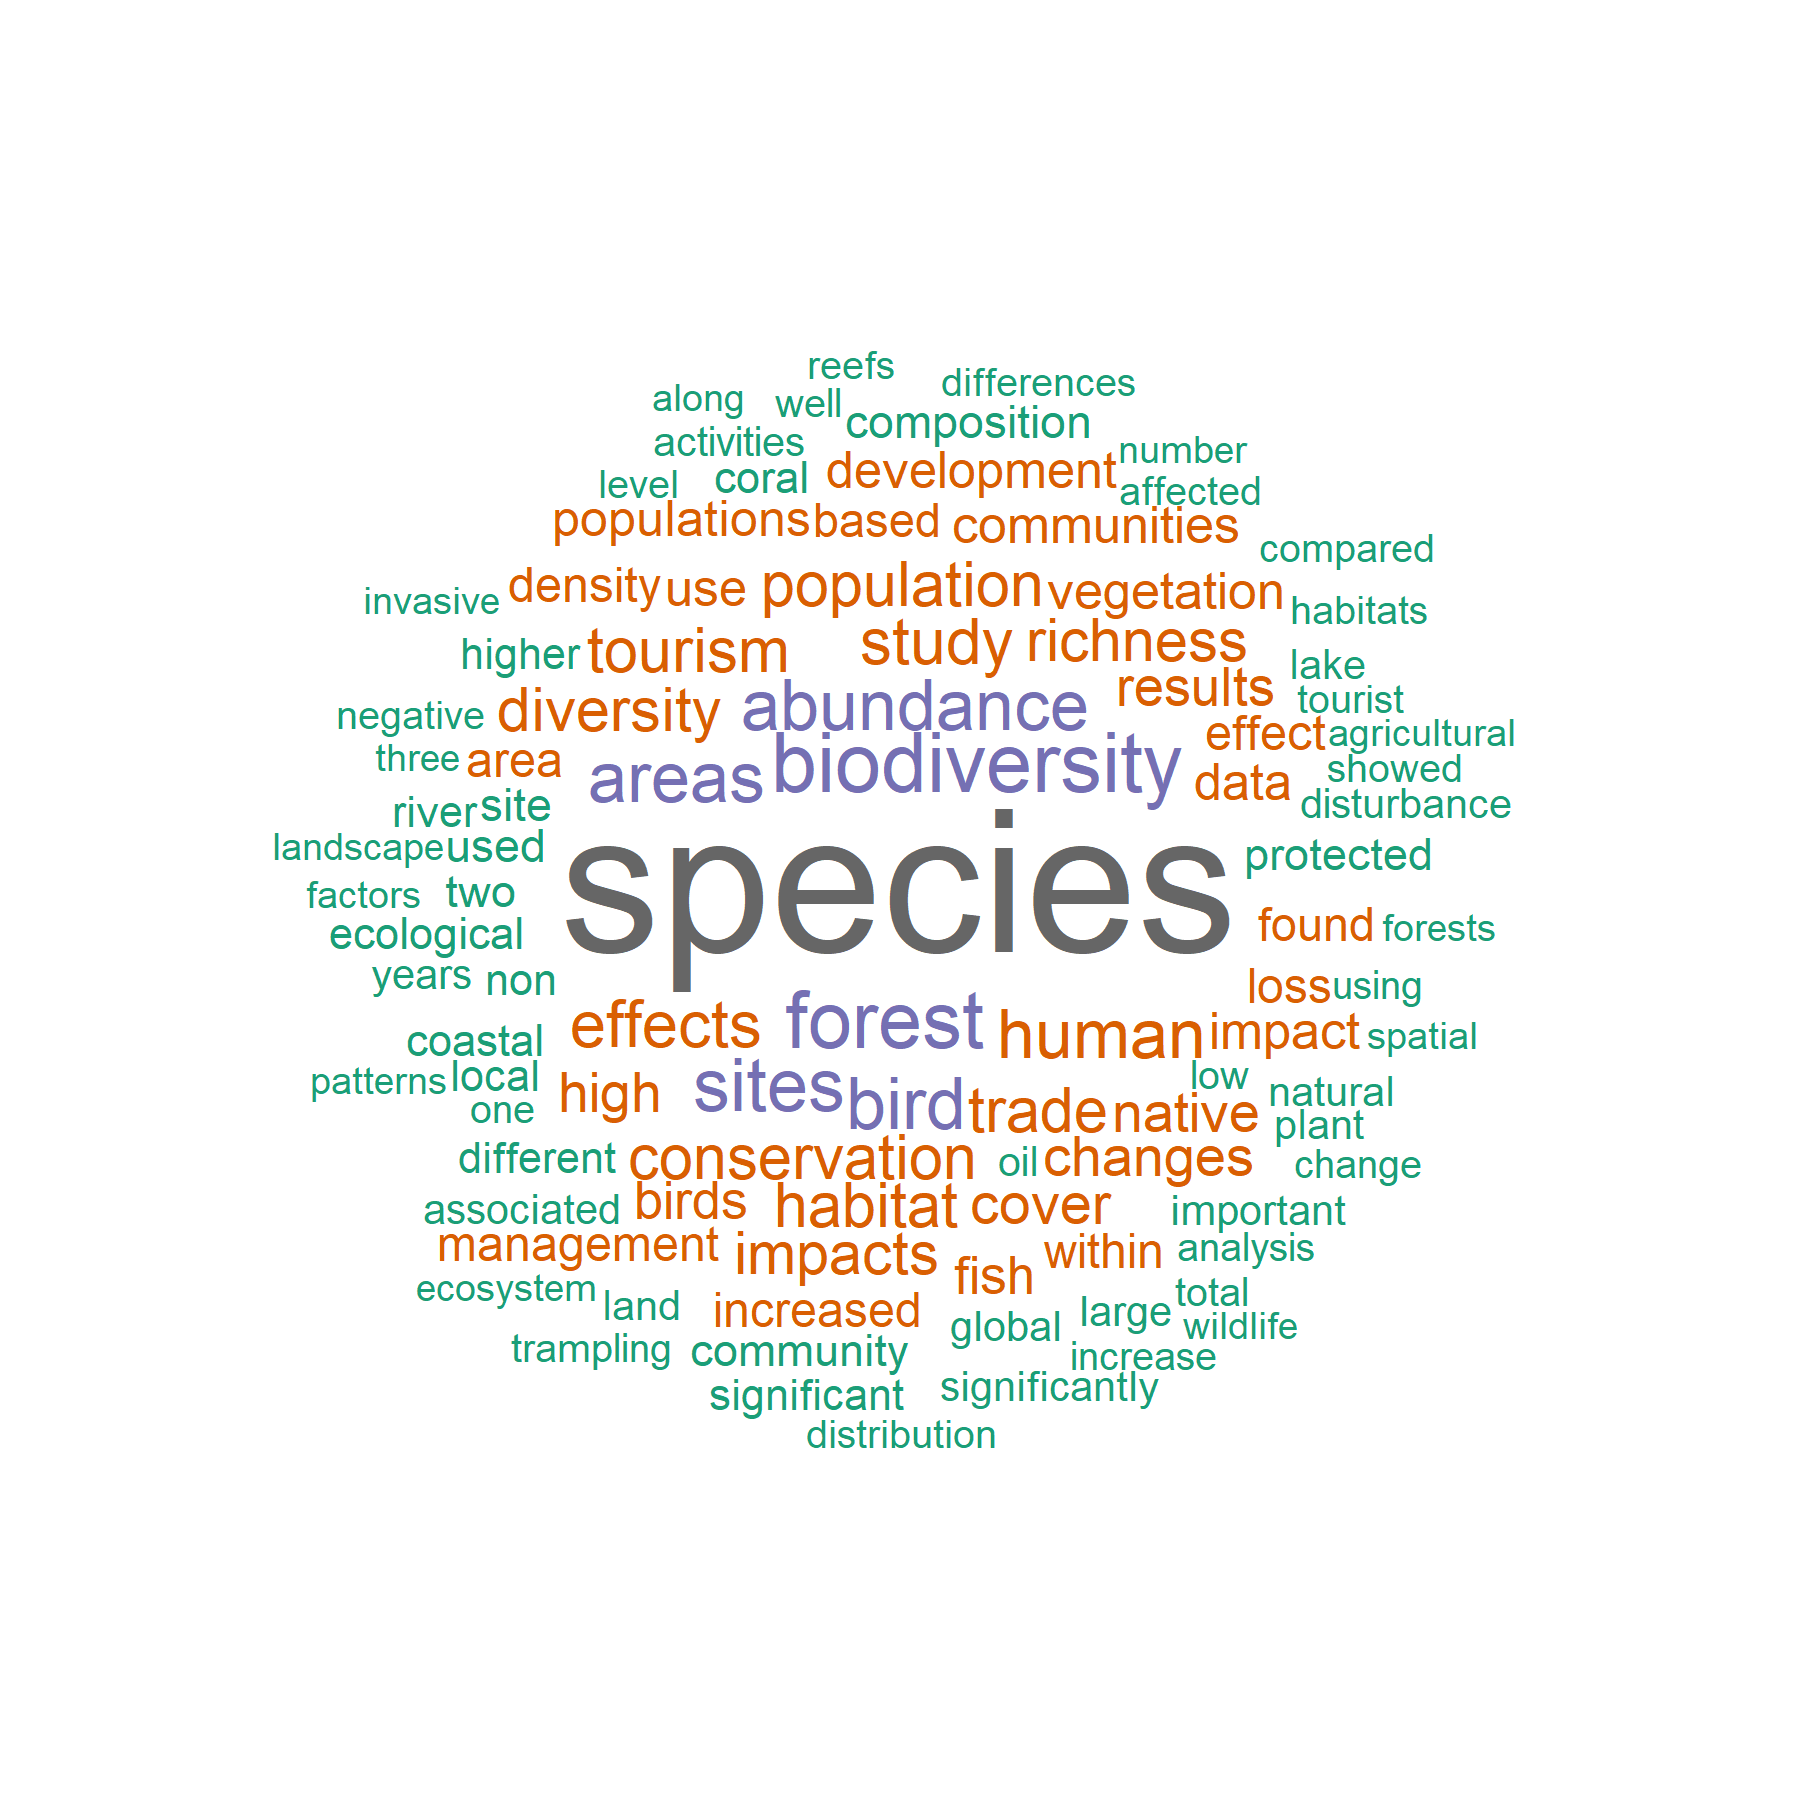 reefs
differences
along well
composition
activities
number
development
level coral
affected
populations based communities
compared
density use population vegetation
invasive
habitats
study richness
higher tourism
lake
results
tourist
diversity abundance
negative
effect agricultural
three area
biodiversity
areas
data showed
river site
disturbance
landscape used
species
protected
factors two
ecological
found forests
years non
loss using
effects forest human impact spatial
coastal
patterns local
high sites bird
low natural
one
trade native
plant
different conservation oil changes change
associated birds habitat cover important
management impacts within analysis
fish
ecosystem
land increased
total
large
global
wildlife
trampling community
increase
significant significantly
distribution